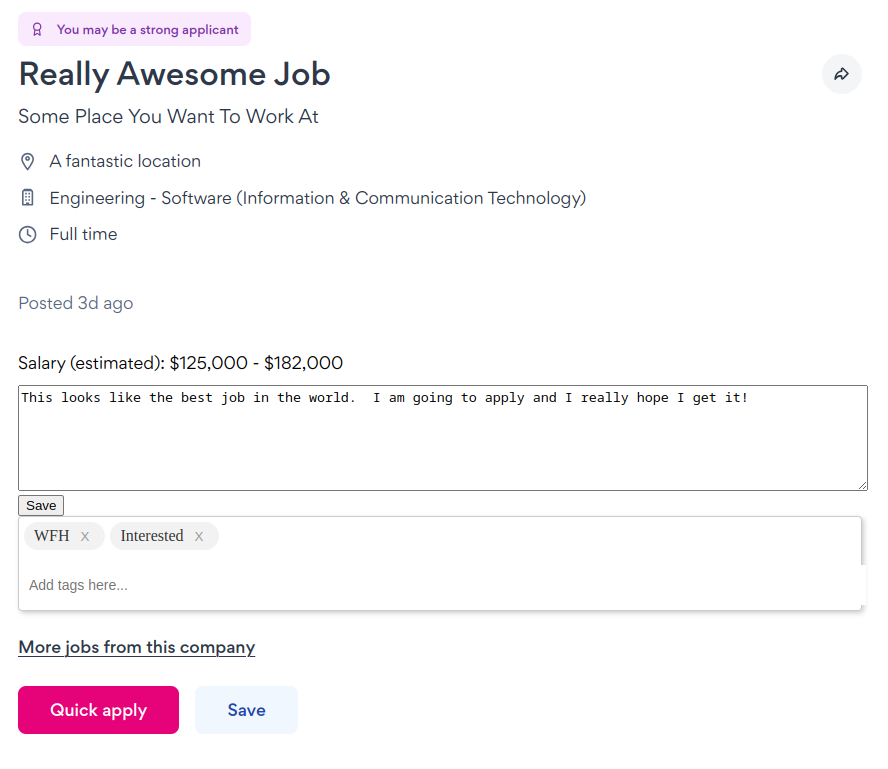 You may be a strong applicant
Really Awesome Job
Some Place You Want To Work At
A fantastic location
Engineering - Software (Information & Communication Technology)
Full time
Posted 3d ago
Salary (estimated): $125,000 - $182,000
This looks like the best job in the world.  I am going to apply and I really hope I get it!
Save
WFH x Interested x
Add tags here...
More jobs from this company
Quick apply Save